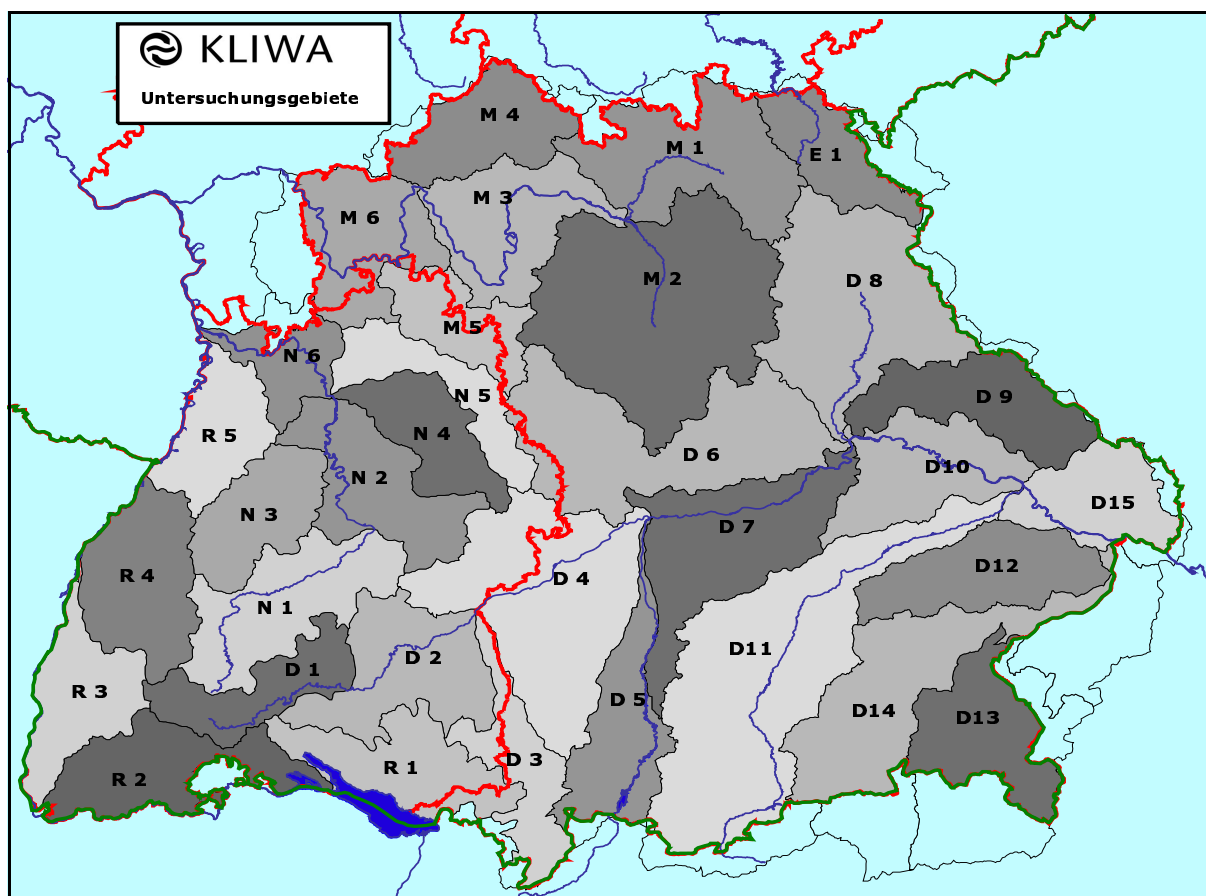 KLIWA
Untersuchungsgebiete
M 4
M 1
E 1
M 3
M 6
M 2
D 8
M 5
N 6
N 5
D 9
R 5
N 4
D 6
D10
N 2
D15
N 3
D 7
D12
R 4
D 4
N 1
D11
D 2
D 1
R 3
D 5
D14
D13
D 3
R 1
R 2